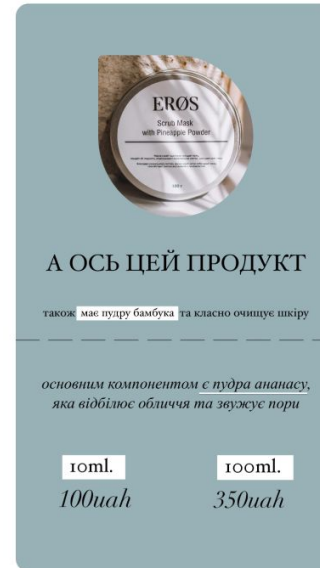 ERØS
Scrub Mask
with Pineapple Powder
А ОСЬ ЦЕЙ ПРОДУКТ
також має пудру бамбука та класно очищує шкіру
основним компонентом є пудра ананасу,
яка відбілює обличчя та звужує пори
10ml. 100ml.
100uah 350uah